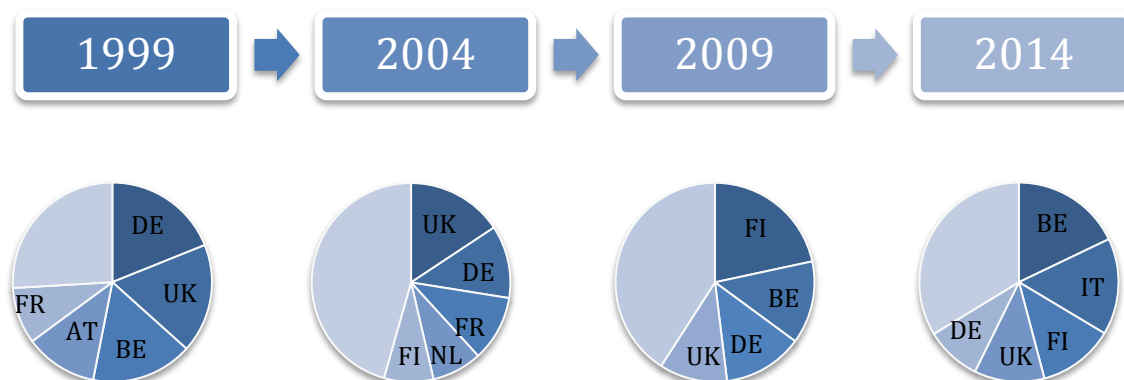 1999
2004
2009
2014
DE
UK
BE
AT
FR
UK
DE
FR
NL
FI
FI
BE
DE
UK
BE
IT
FI
UK
DE